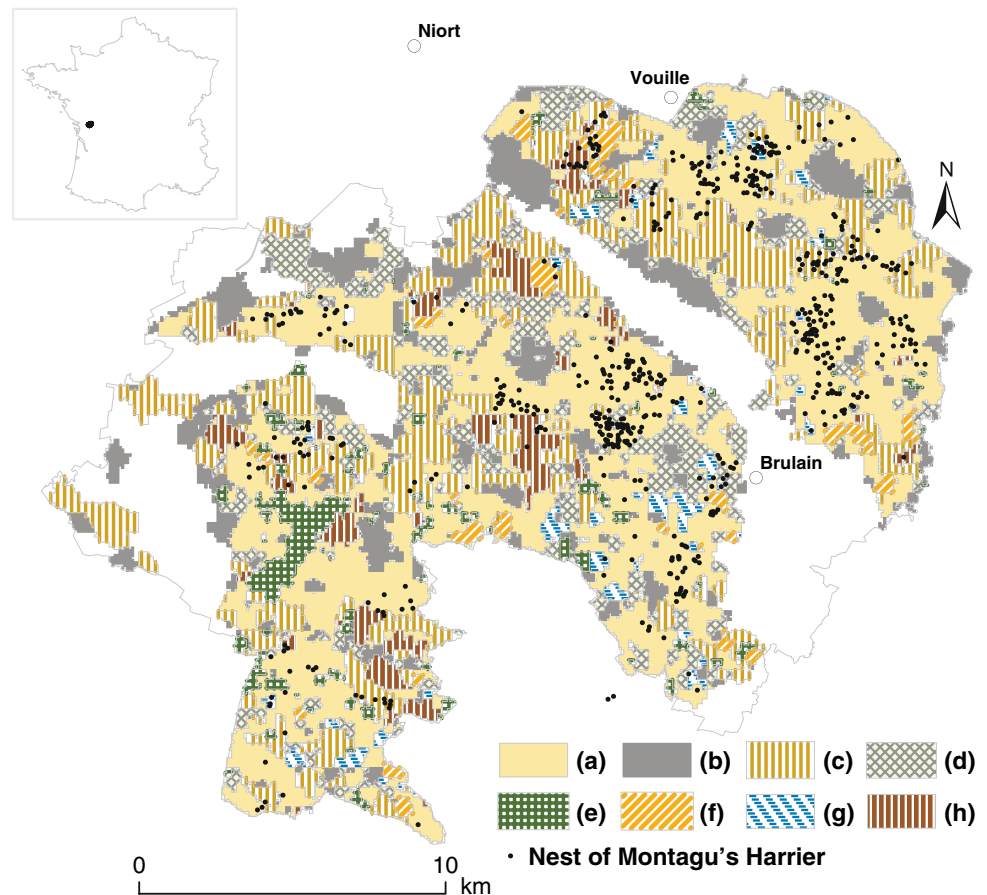 Niort
Vouille
N
Brulain
(a) (b) (c) (d)
(e) (f) (g) (h)
Nest of Montagu's Harrier
0 10
km